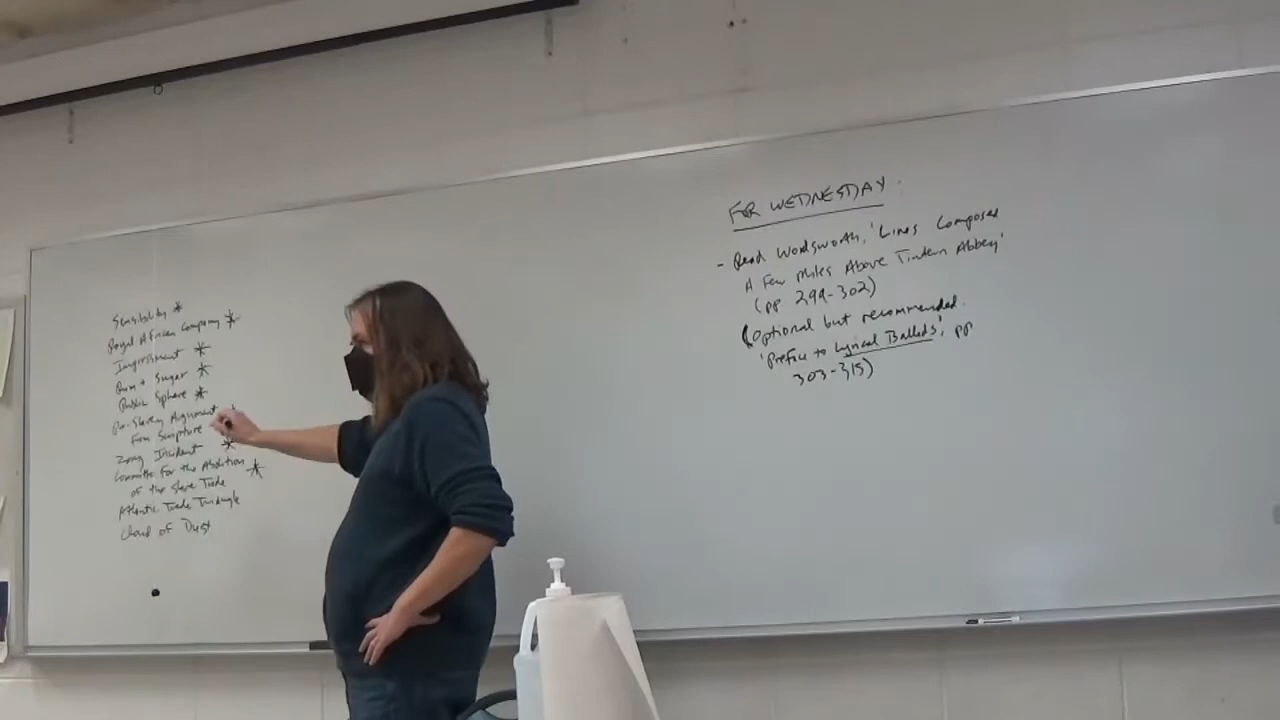 Sensibility *
Royal African Company *
Impressment *
Rum + Sugar *
Public Sphere *
Pro-Slavery Argument
from Scripture
Zong Incident *
Committee for the Abolition *
of the Slave Trade
Atlantic Trade Triangle
Cloud of Dust
FOR WEDNESDAY.
- Read Wordsworth, 'Lines Composed
A Few Miles Above Tintern Abbey'
(pp 299-302)
(Optional but recommended.
'Preface to Lyrical Ballads', pp
303-315)